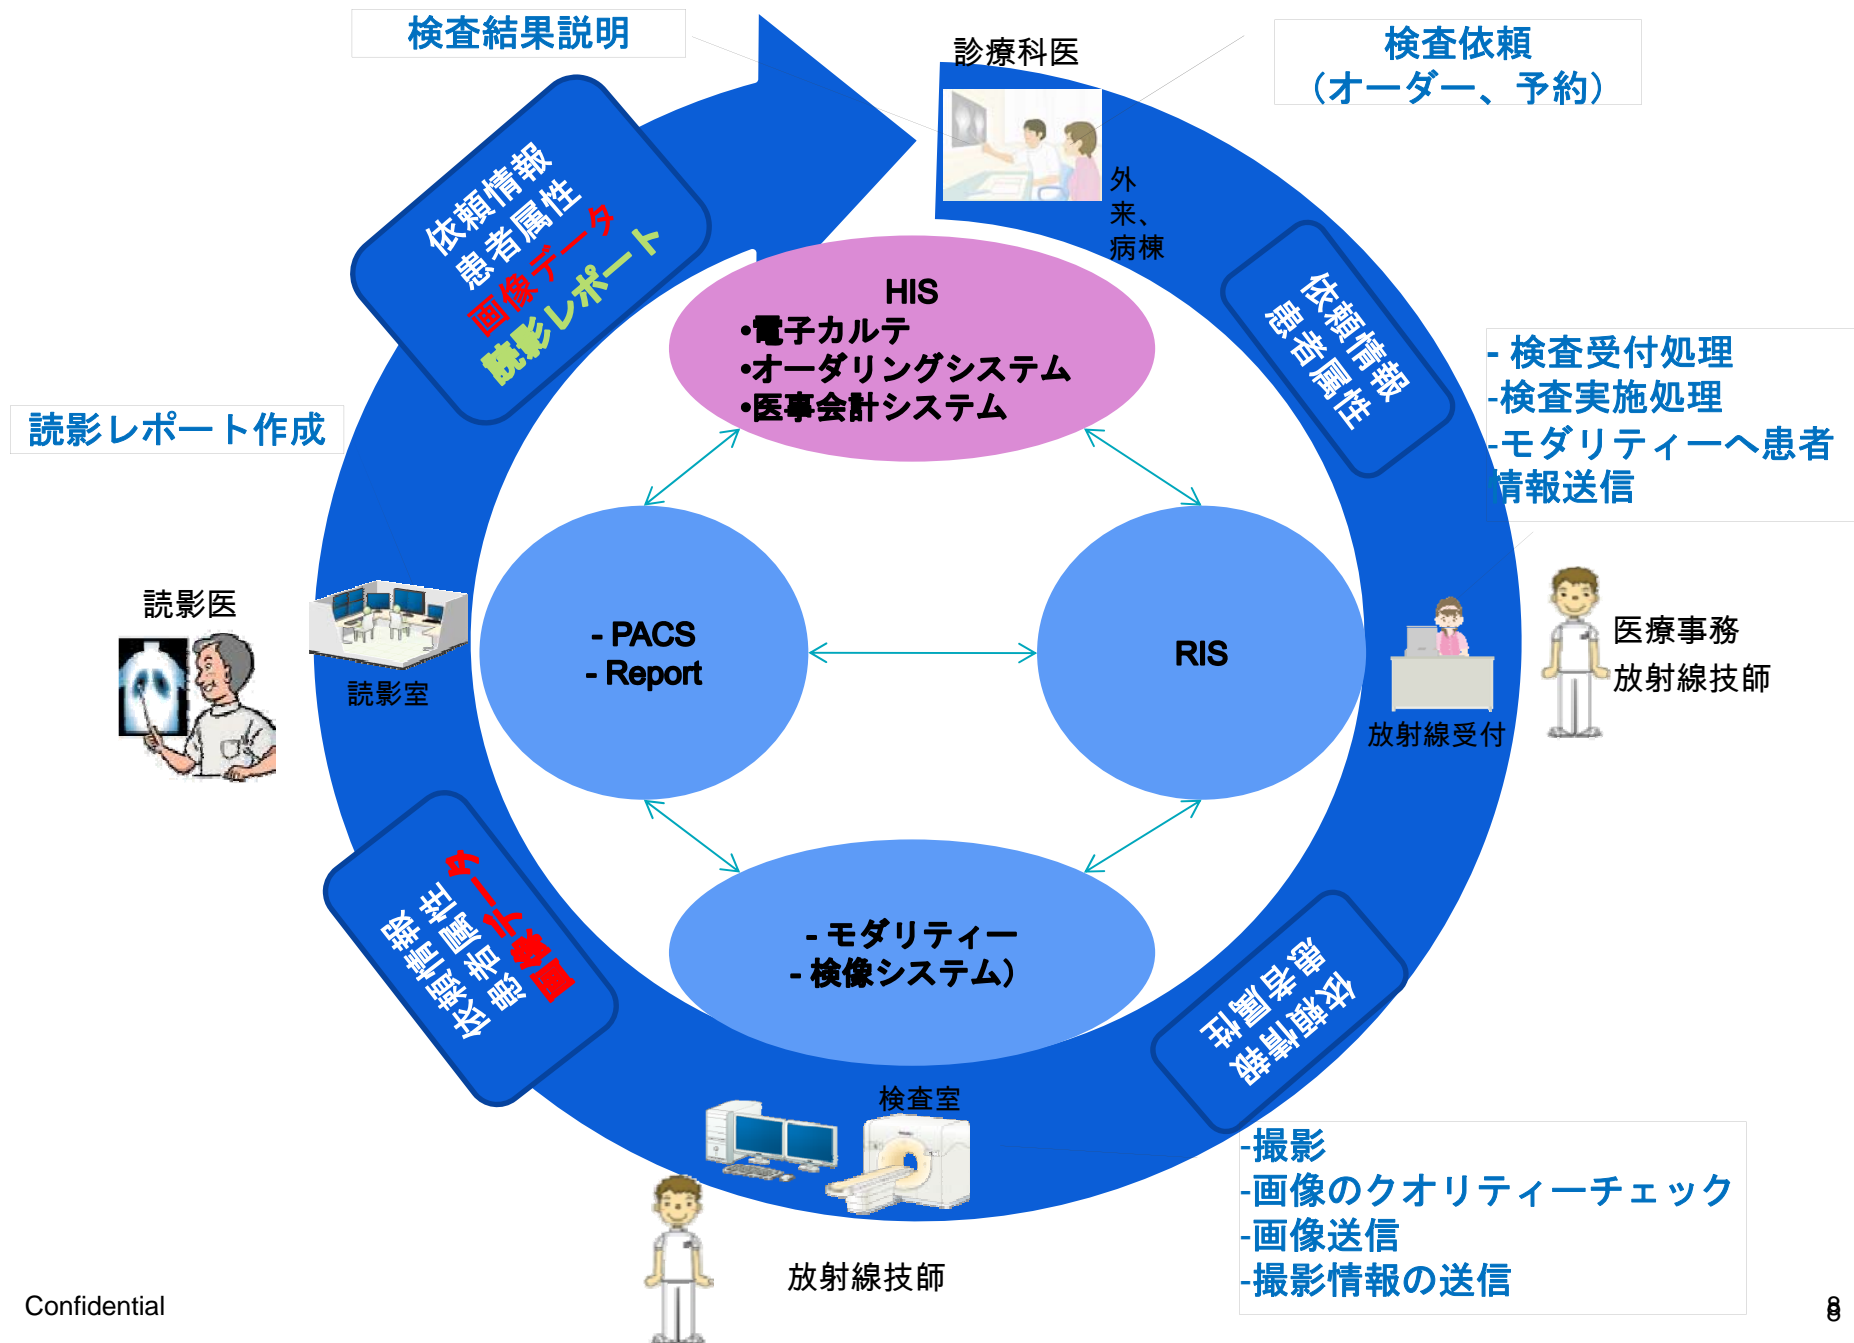 検査結果説明
診療科医
検査依頼
（オーダー、予約）
外
来、
病棟
依頼情報
患者属性
画像データ
読影レポート
HIS
•電子カルテ
•オーダリングシステム
•医事会計システム
依頼情報
患者属性
- 検査受付処理
-検査実施処理
-モダリティーへ患者
情報送信
読影レポート作成
読影医
読影室
- PACS
- Report
RIS
放射線受付
医療事務
放射線技師
依頼情報
患者属性
画像データ
- モダリティー
- 検像システム）
依頼情報
患者属性
検査室
放射線技師
-撮影
-画像のクオリティーチェック
-画像送信
-撮影情報の送信
Confidential
8